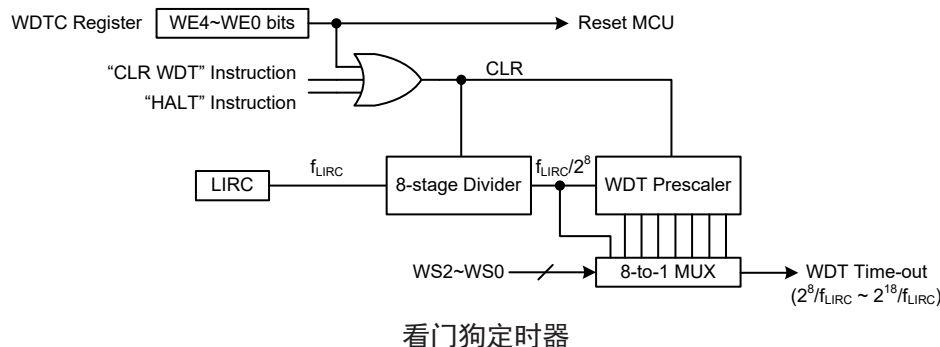 WDTC Register WE4~WE0 bits Reset MCU
“CLR WDT” Instruction
CLR
“HALT” Instruction
LIRC
fLIRC
8-stage Divider
fLIRC/2⁸
WDT Prescaler
WS2~WS0
8-to-1 MUX
WDT Time-out
(2⁸/fLIRC ~ 2¹⁸/fLIRC)
看门狗定时器